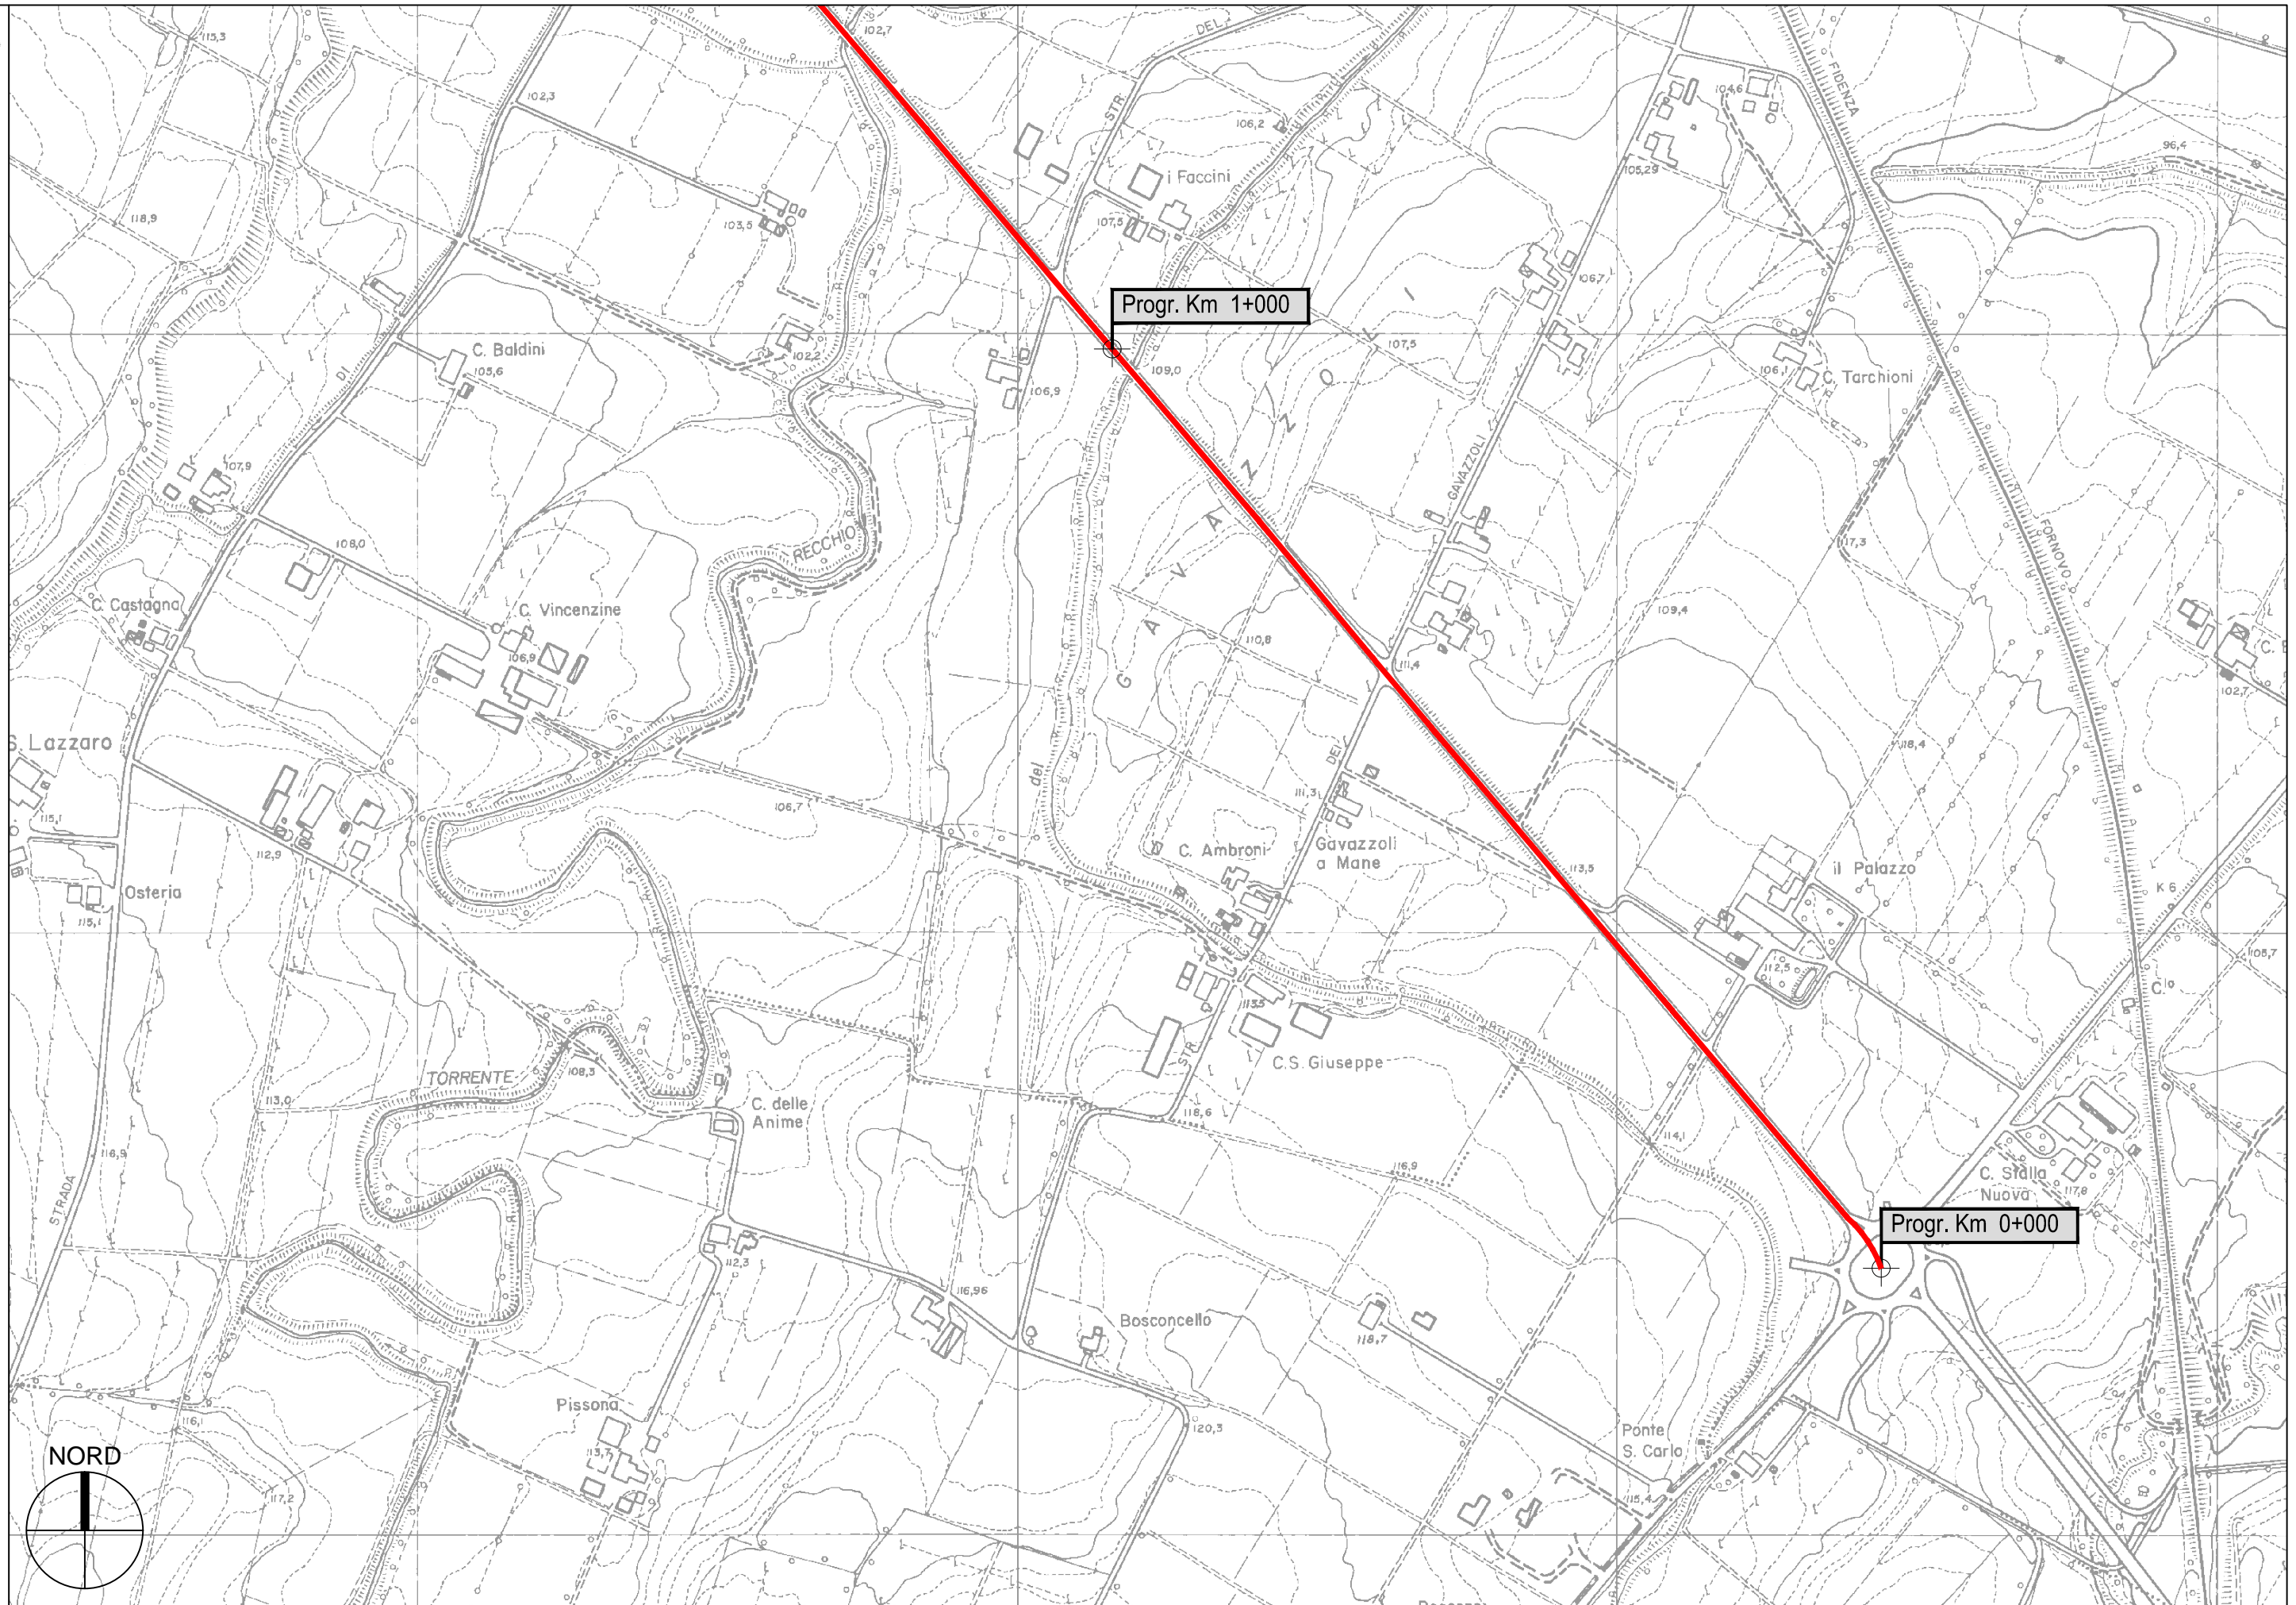 115,3
102,7
DEL
FIDENZA
102,3
STR.
106,2
104,6
96,4
i Faccini
105,29
118,9
103,5
107,5
106,7
Progr. Km 1+000
C. Baldini
105,6
102,2
109,0
107,5
106,1
C. Tarchioni
DI
106,9
107,9
GAVAZZOLI
GAVAZZOLI
108,0
RECCHIO
117,3
FORNOVO
C. Castagna
C. Vincenzine
109,4
106,9
110,8
111,4
102,7
S. Lazzaro
118,4
DEI
del
106,7
111,3
115,1
112,9
C. Ambroni
Gavazzoli
a Mane
113,5
il Palazzo
Osteria
K 6
115,1
112,5
105,7
113,5
C.S. Giuseppe
STR.
TORRENTE
108,3
113,0
C. delle
Anime
118,6
114,1
116,9
116,9
C. Stalla
Nuova
117,8
STRADA
Progr. Km 0+000
112,3
116,96
Bosconcello
118,7
Pissona
116,1
120,3
Ponte
S. Carlo
NORD
113,7
117,2
115,4